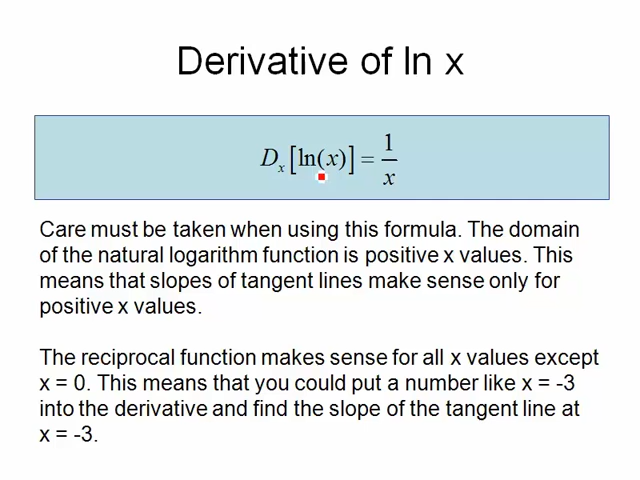 Derivative of ln x
D_x [ln(x)] = 1/x
Care must be taken when using this formula. The domain
of the natural logarithm function is positive x values. This
means that slopes of tangent lines make sense only for
positive x values.
The reciprocal function makes sense for all x values except
x = 0. This means that you could put a number like x = -3
into the derivative and find the slope of the tangent line at
x = -3.